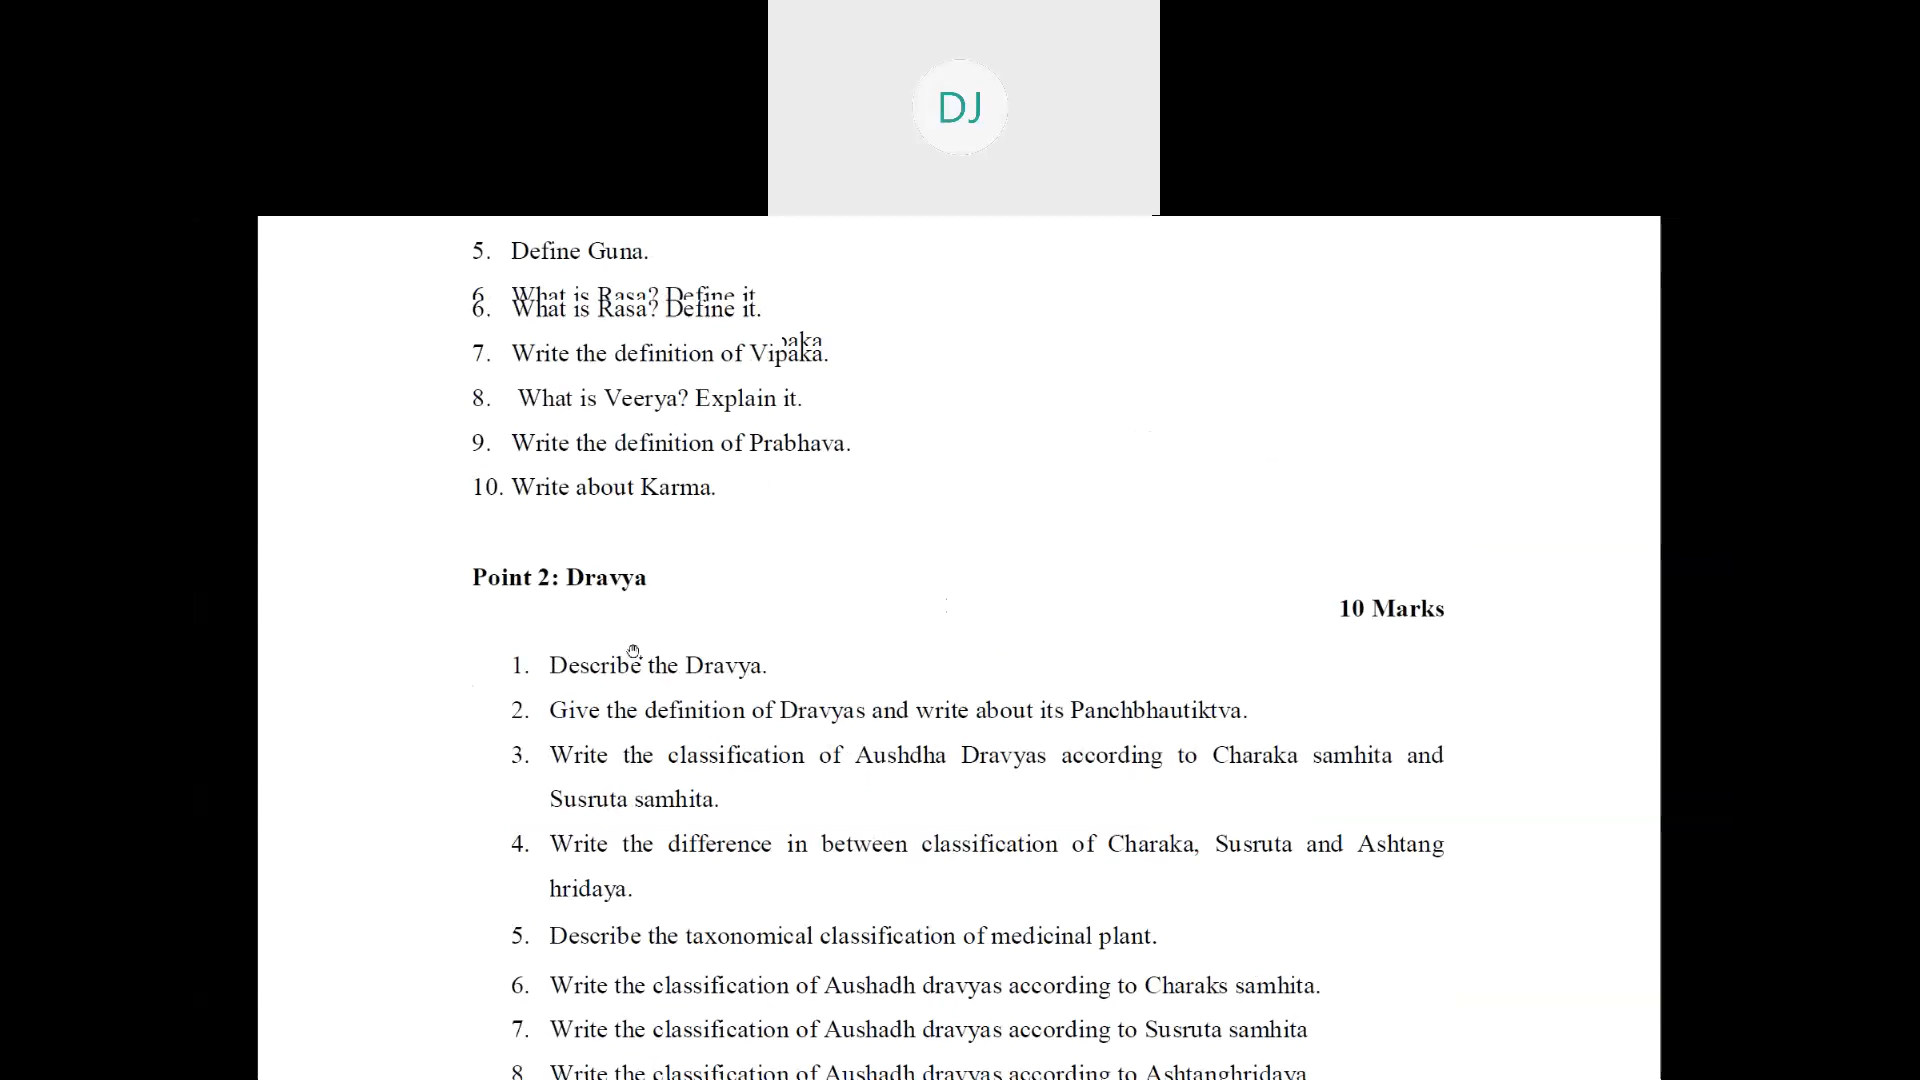 DJ
5. Define Guna.
6. What is Rasa? Define it
6. What is Rasa? Define it.
7. Write the definition of Vipaka.
8. What is Veerya? Explain it.
9. Write the definition of Prabhava.
10. Write about Karma.
Point 2: Dravya
10 Marks
1. Describe the Dravya.
2. Give the definition of Dravyas and write about its Panchbhautiktva.
3. Write the classification of Aushdha Dravyas according to Charaka samhita and
Susruta samhita.
4. Write the difference in between classification of Charaka, Susruta and Ashtang
hridaya.
5. Describe the taxonomical classification of medicinal plant.
6. Write the classification of Aushadh dravyas according to Charaks samhita.
7. Write the classification of Aushadh dravyas according to Susruta samhita
8 Write the classification of Aushadh dravyas according to Ashtanghridaya